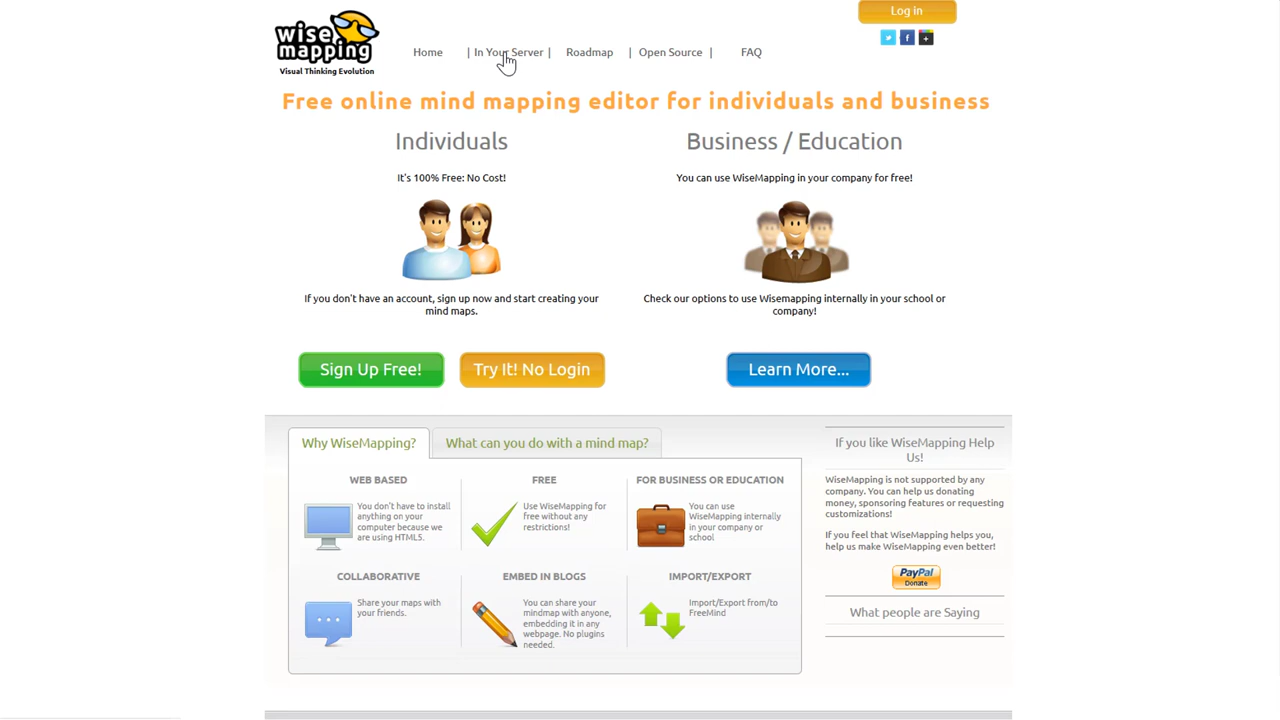 Log in
wise
mapping
Visual Thinking Evolution
Home | In Your Server | Roadmap | Open Source | FAQ
Free online mind mapping editor for individuals and business
Individuals
It's 100% Free: No Cost!
If you don't have an account, sign up now and start creating your
mind maps.
Sign Up Free!
Try It! No Login
Business / Education
You can use WiseMapping in your company for free!
Check our options to use Wisemapping internally in your school or
company!
Learn More...
Why WiseMapping?
What can you do with a mind map?
WEB BASED
You don't have to install
anything on your
computer because we
are using HTML5.
FREE
Use WiseMapping for
free without any
restrictions!
FOR BUSINESS OR EDUCATION
You can use
WiseMapping internally
in your company or
school
COLLABORATIVE
Share your maps with
your friends.
EMBED IN BLOGS
You can share your
mindmap with anyone,
embedding it in any
webpage. No plugins
needed.
IMPORT/EXPORT
Import/Export from/to
FreeMind
If you like WiseMapping Help
Us!
WiseMapping is not supported by any
company. You can help us donating
money, sponsoring features or requesting
customizations!
If you feel that WiseMapping helps you,
help us make WiseMapping even better!
PayPal
Donate
What people are Saying